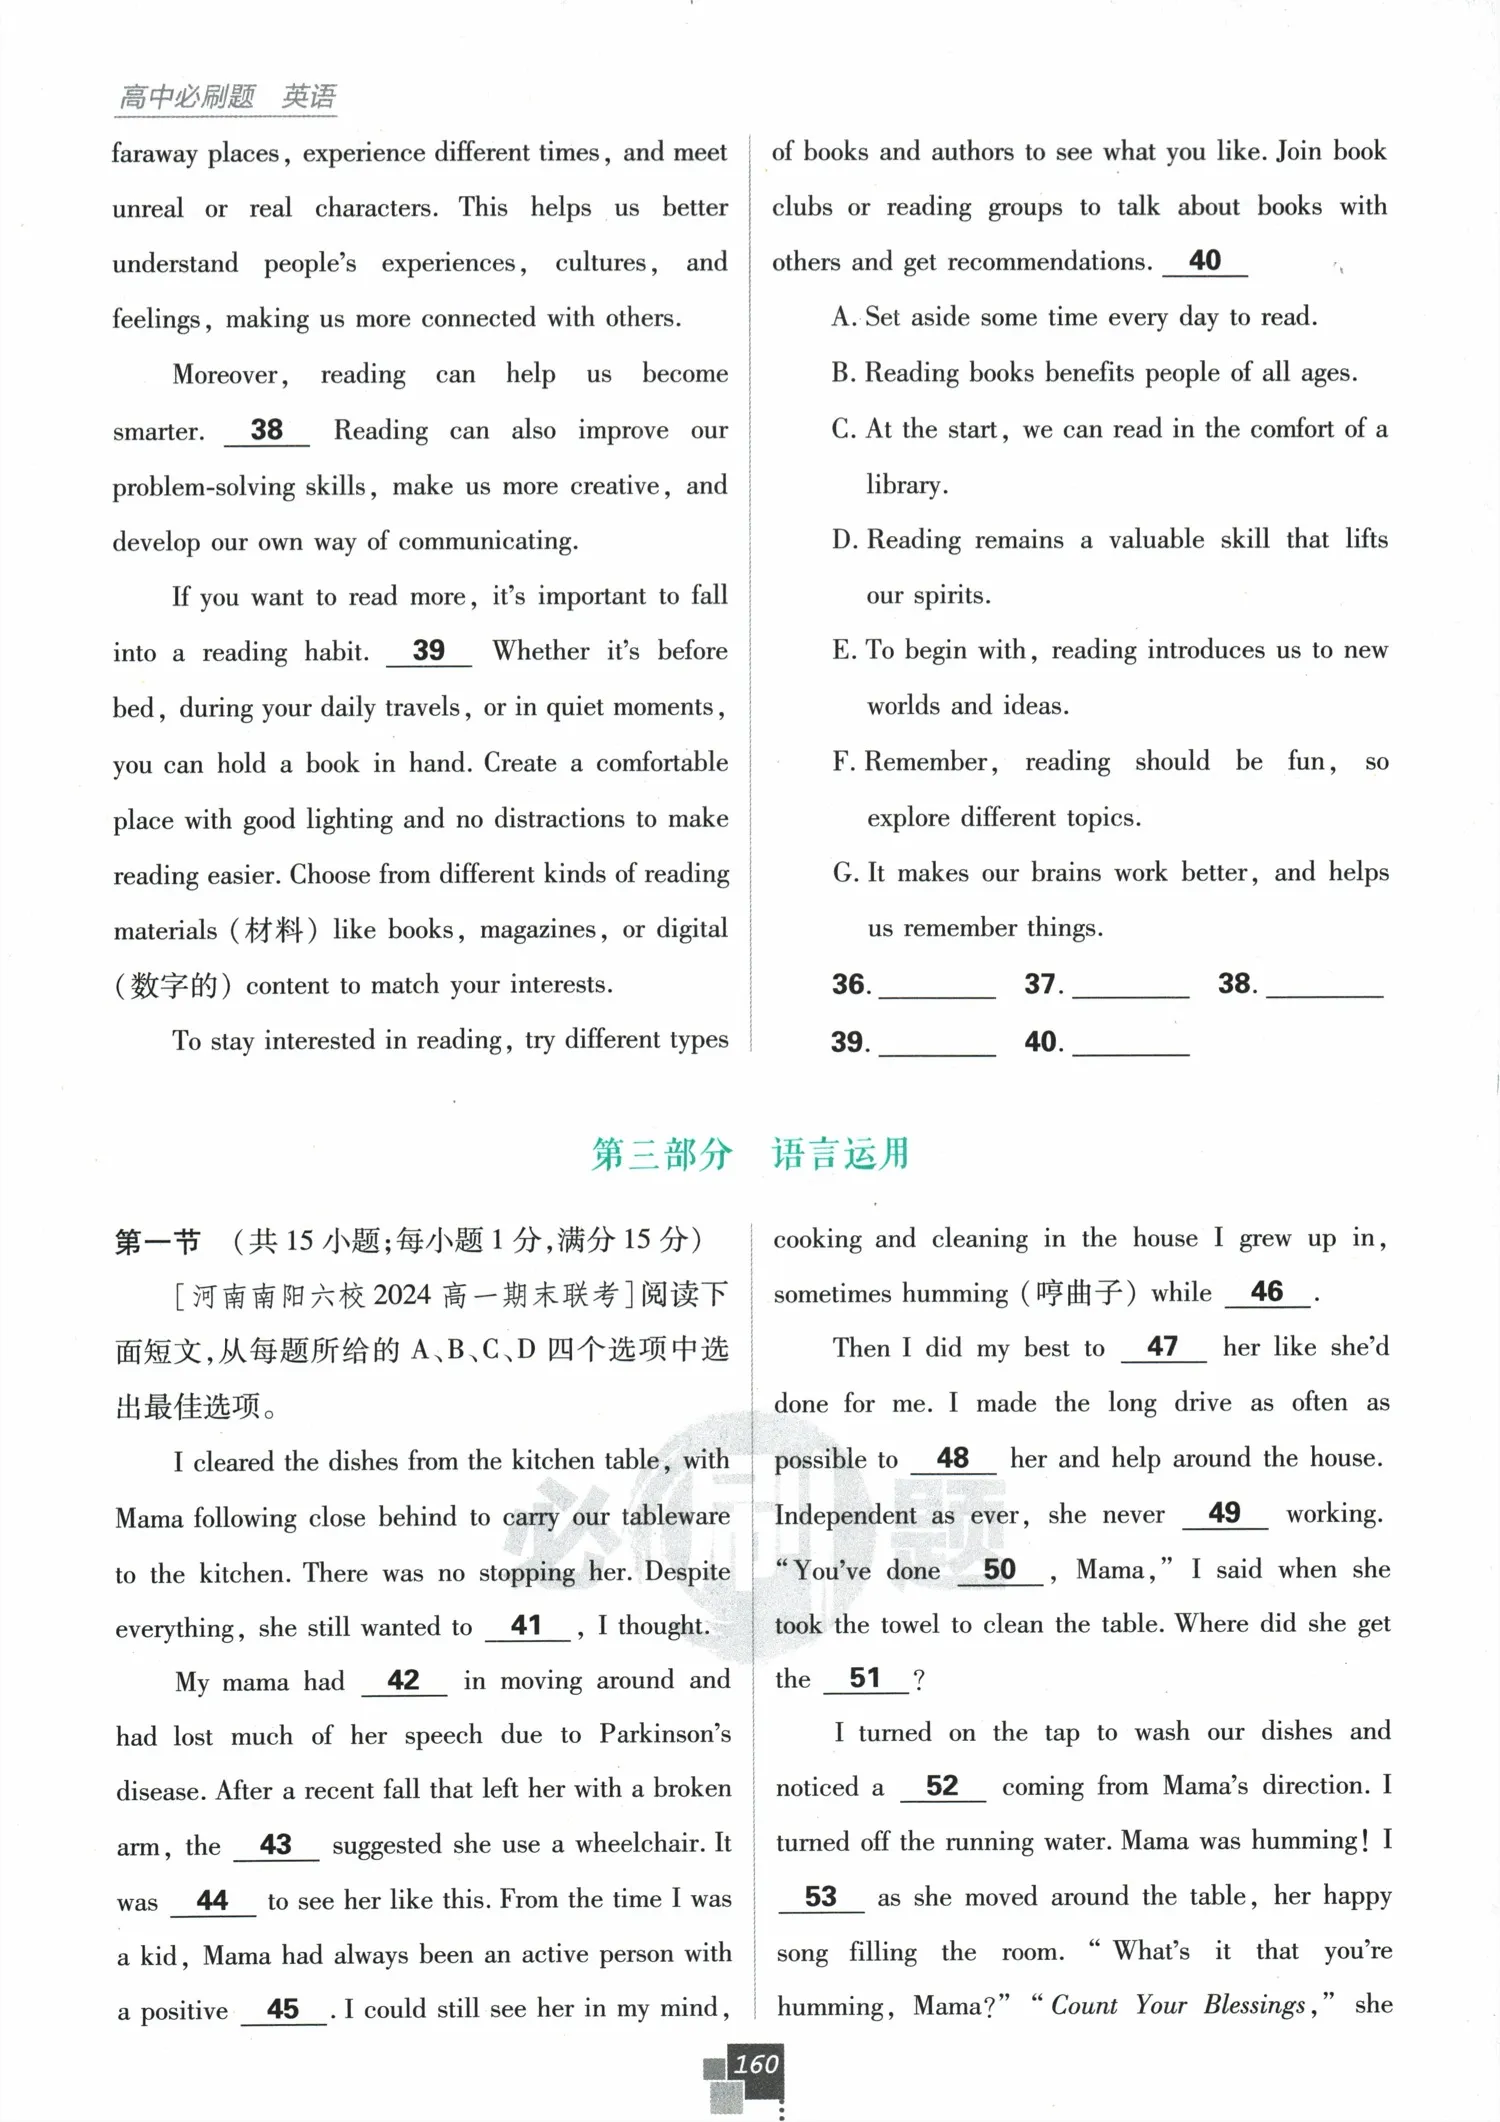 高中必刷题 英语
faraway places, experience different times, and meet
unreal or real characters. This helps us better
understand people's experiences, cultures, and
feelings, making us more connected with others.
Moreover, reading can help us become
smarter. 38 Reading can also improve our
problem-solving skills, make us more creative, and
develop our own way of communicating.
If you want to read more, it's important to fall
into a reading habit. 39 Whether it's before
bed, during your daily travels, or in quiet moments,
you can hold a book in hand. Create a comfortable
place with good lighting and no distractions to make
reading easier. Choose from different kinds of reading
materials (材料) like books, magazines, or digital
(数字的) content to match your interests.
To stay interested in reading, try different types
of books and authors to see what you like. Join book
clubs or reading groups to talk about books with
others and get recommendations. 40
A. Set aside some time every day to read.
B. Reading books benefits people of all ages.
C. At the start, we can read in the comfort of a
library.
D. Reading remains a valuable skill that lifts
our spirits.
E. To begin with, reading introduces us to new
worlds and ideas.
F. Remember, reading should be fun, so
explore different topics.
G. It makes our brains work better, and helps
us remember things.
36. ______ 37. ______ 38. ______
39. ______ 40. ______
第三部分 语言运用
第一节 (共 15 小题;每小题 1 分,满分 15 分)
[河南南阳六校 2024 高一期末联考]阅读下
面短文,从每题所给的 A、B、C、D 四个选项中选
出最佳选项。
I cleared the dishes from the kitchen table, with
Mama following close behind to carry our tableware
to the kitchen. There was no stopping her. Despite
everything, she still wanted to 41, I thought.
My mama had 42 in moving around and
had lost much of her speech due to Parkinson's
disease. After a recent fall that left her with a broken
arm, the 43 suggested she use a wheelchair. It
was 44 to see her like this. From the time I was
a kid, Mama had always been an active person with
a positive 45. I could still see her in my mind,
cooking and cleaning in the house I grew up in,
sometimes humming (哼曲子) while 46.
Then I did my best to 47 her like she'd
done for me. I made the long drive as often as
possible to 48 her and help around the house.
Independent as ever, she never 49 working.
"You've done 50, Mama," I said when she
took the towel to clean the table. Where did she get
the 51?
I turned on the tap to wash our dishes and
noticed a 52 coming from Mama's direction. I
turned off the running water. Mama was humming! I
53 as she moved around the table, her happy
song filling the room. "What's it that you're
humming, Mama?" "Count Your Blessings," she
160
必刷题